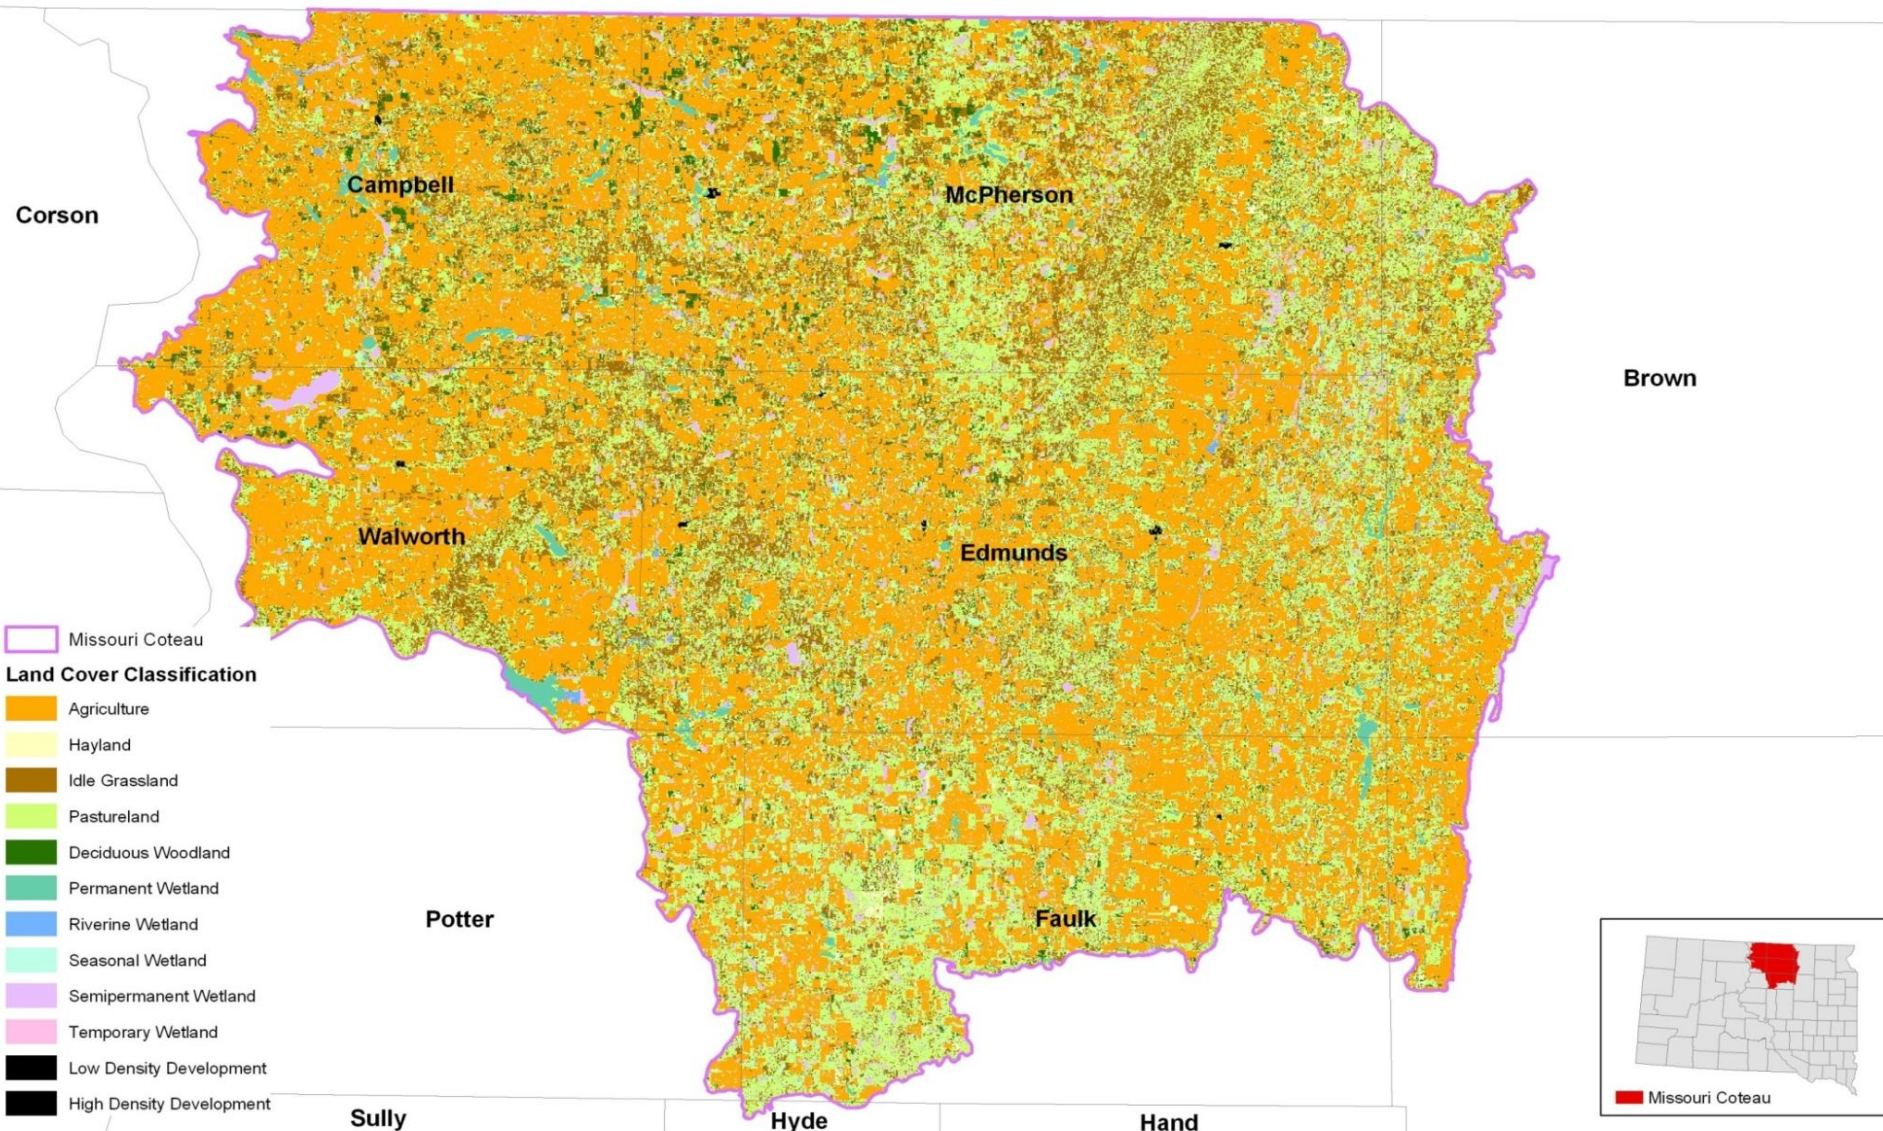 Campbell
McPherson
Corson
Brown
Walworth
Edmunds
Missouri Coteau
Land Cover Classification
Agriculture
Hayland
Idle Grassland
Pastureland
Deciduous Woodland
Permanent Wetland
Riverine Wetland
Seasonal Wetland
Semipermanent Wetland
Temporary Wetland
Low Density Development
High Density Development
Potter
Faulk
Sully
Hyde
Hand
Missouri Coteau